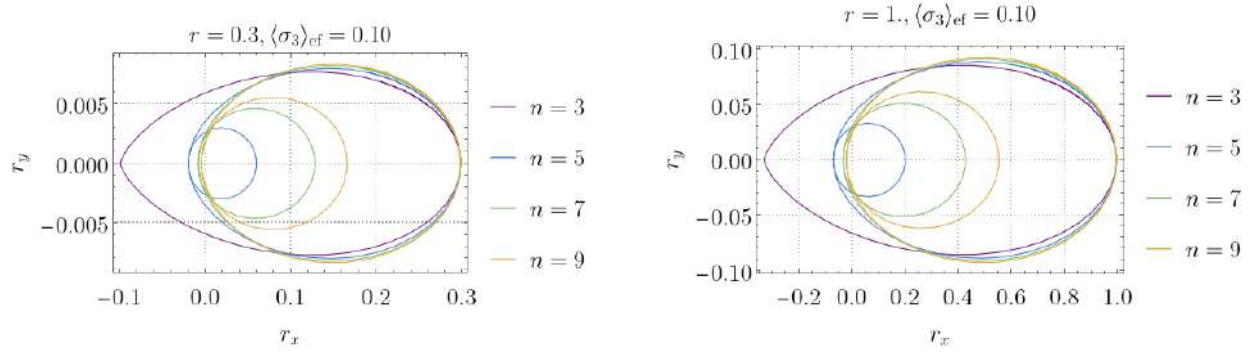 r = 0.3, ⟨σ₃⟩ef = 0.10
0.005
0.000
−0.005
r_y
−0.1 0.0 0.1 0.2 0.3
r_x
n = 3
n = 5
n = 7
n = 9
r = 1., ⟨σ₃⟩ef = 0.10
0.10
0.05
0.00
−0.05
−0.10
r_y
−0.2 0.0 0.2 0.4 0.6 0.8 1.0
r_x
n = 3
n = 5
n = 7
n = 9